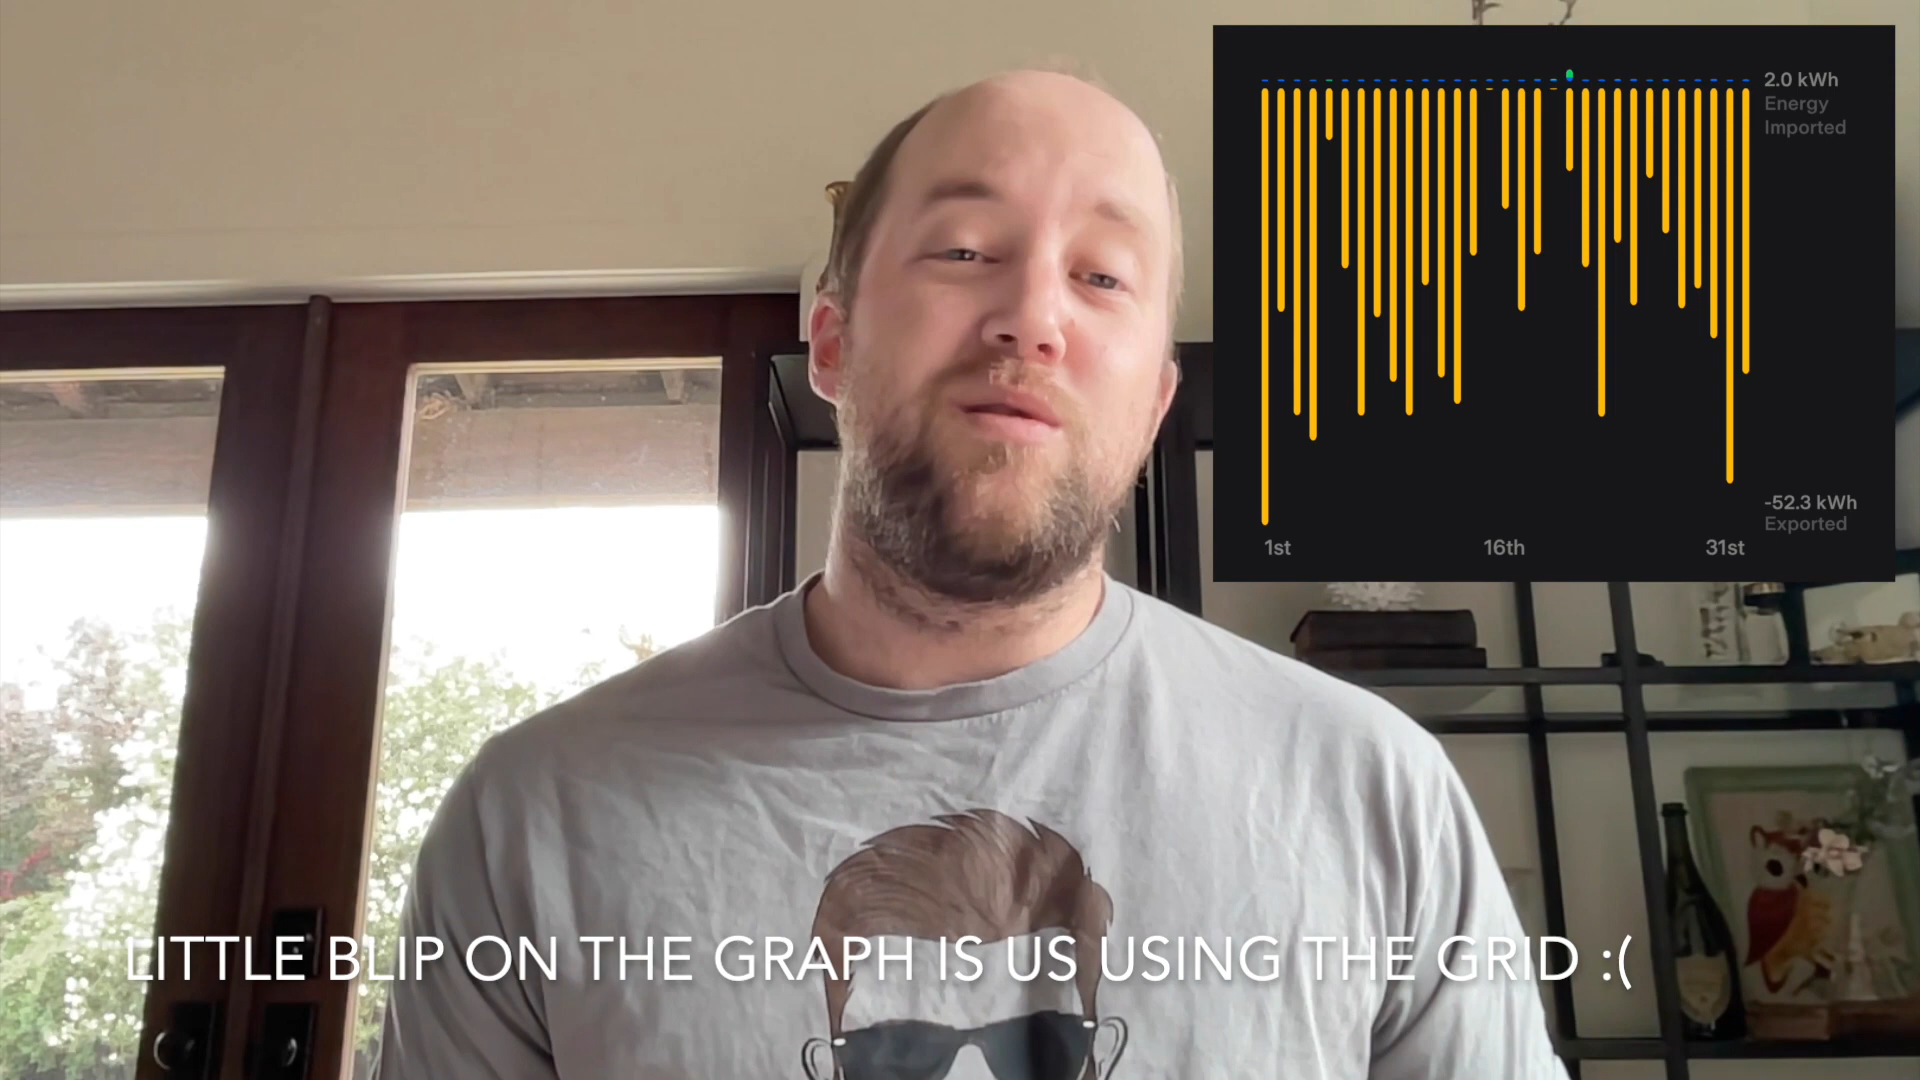 2.0 kWh
Energy
Imported
-52.3 kWh
Exported
1st 16th 31st
LITTLE BLIP ON THE GRAPH IS US USING THE GRID :(